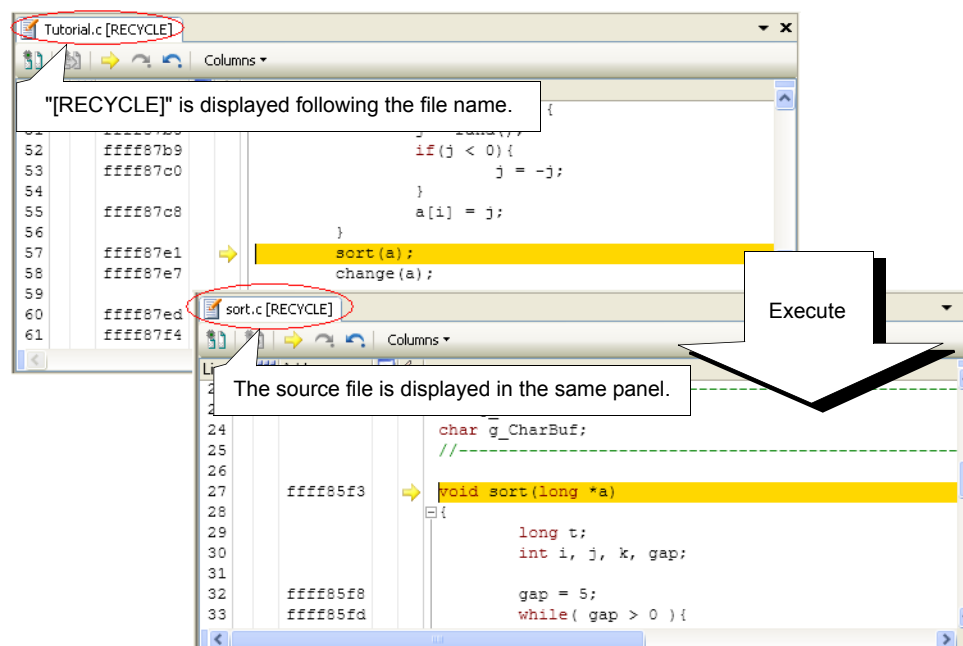 Tutorial.c [RECYCLE]
Columns
"[RECYCLE]" is displayed following the file name.
{
52 ffff87b9 if(j < 0){
53 ffff87c0 j = -j;
54 }
55 ffff87c8 a[i] = j;
56 }
57 ffff87e1 sort(a);
58 ffff87e7 change(a);
59
60 ffff87ed
61 ffff87f4
Execute
sort.c [RECYCLE]
Columns
The source file is displayed in the same panel.
24 char g_CharBuf;
25 //--------------------------------------------------
26
27 ffff85f3 void sort(long *a)
28 {
29 long t;
30 int i, j, k, gap;
31
32 ffff85f8 gap = 5;
33 ffff85fd while( gap > 0 ){